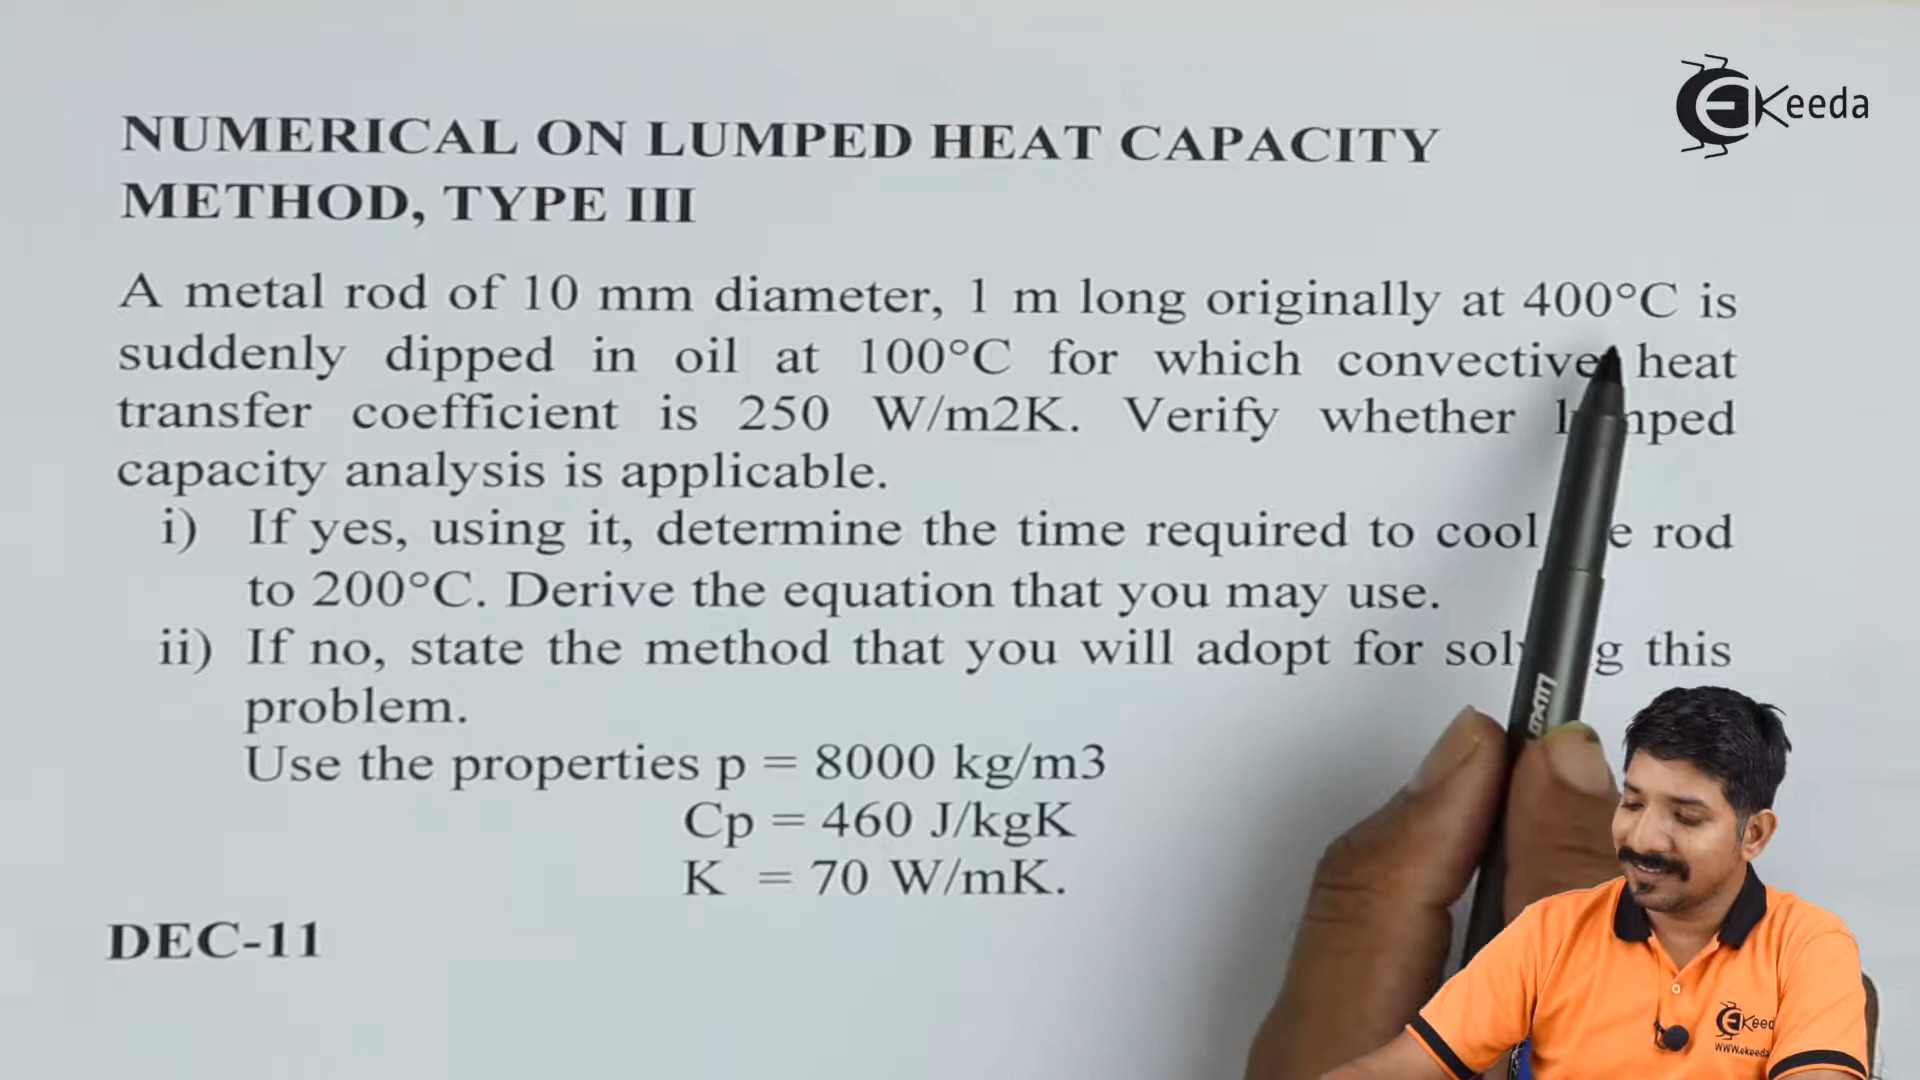 EKeeda
NUMERICAL ON LUMPED HEAT CAPACITY
METHOD, TYPE III
A metal rod of 10 mm diameter, 1 m long originally at 400°C is
suddenly dipped in oil at 100°C for which convective heat
transfer coefficient is 250 W/m2K. Verify whether
capacity analysis is applicable.
i) If yes, using it, determine the time required to cool rod
to 200°C. Derive the equation that you may use.
ii) If no, state the method that you will adopt for this
problem.
Use the properties p = 8000 kg/m3
Cp = 460 J/kgK
K = 70 W/mK.
DEC-11